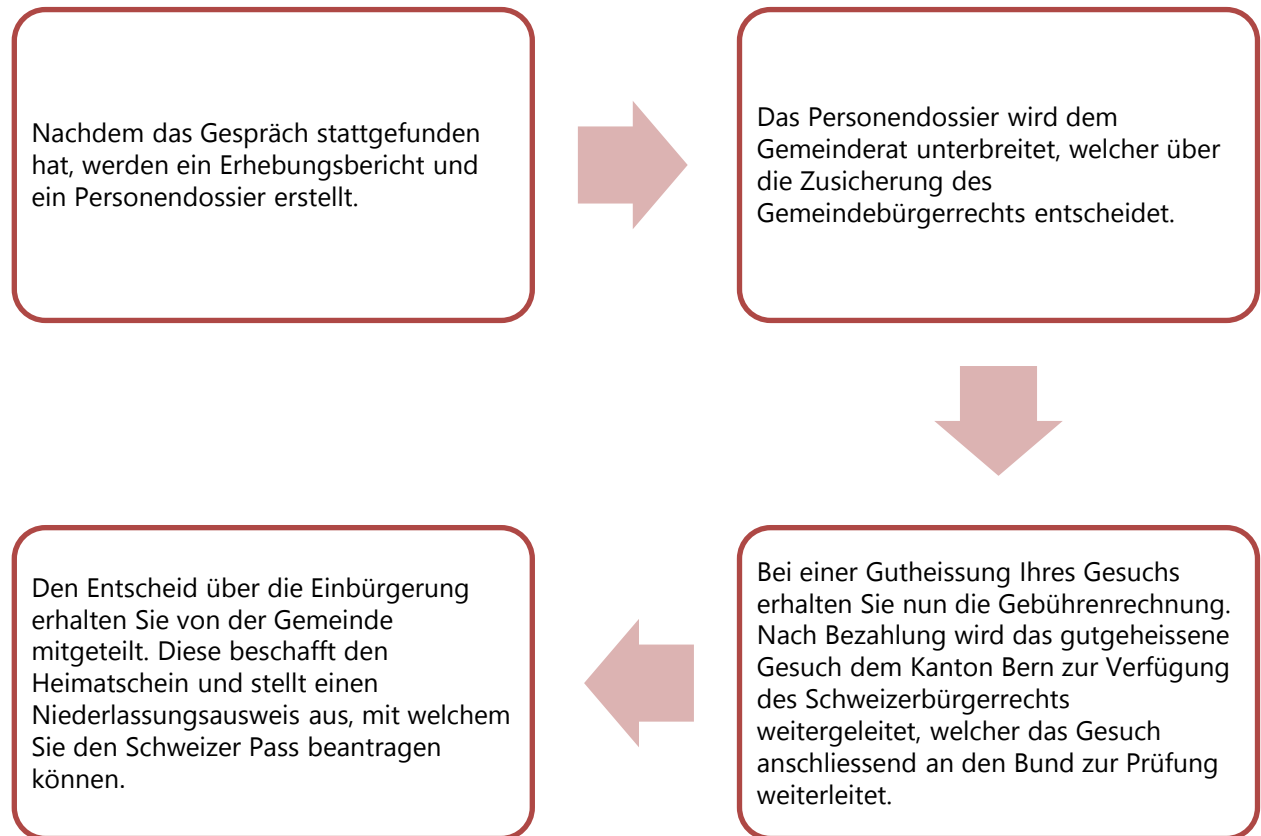 Nachdem das Gespräch stattgefunden
hat, werden ein Erhebungsbericht und
ein Personendossier erstellt.
Das Personendossier wird dem
Gemeinderat unterbreitet, welcher über
die Zusicherung des
Gemeindebürgerrechts entscheidet.
Bei einer Gutheissung Ihres Gesuchs
erhalten Sie nun die Gebührenrechnung.
Nach Bezahlung wird das gutgeheissene
Gesuch dem Kanton Bern zur Verfügung
des Schweizerbürgerrechts
weitergeleitet, welcher das Gesuch
anschliessend an den Bund zur Prüfung
weiterleitet.
Den Entscheid über die Einbürgerung
erhalten Sie von der Gemeinde
mitgeteilt. Diese beschafft den
Heimatschein und stellt einen
Niederlassungsausweis aus, mit welchem
Sie den Schweizer Pass beantragen
können.